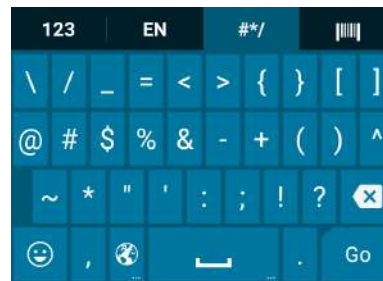 123 EN #*/
\ / _ = < > { } [ ]
@ # $ % & - + ( ) ^
~ * " ' : ; ! ?
, . Go